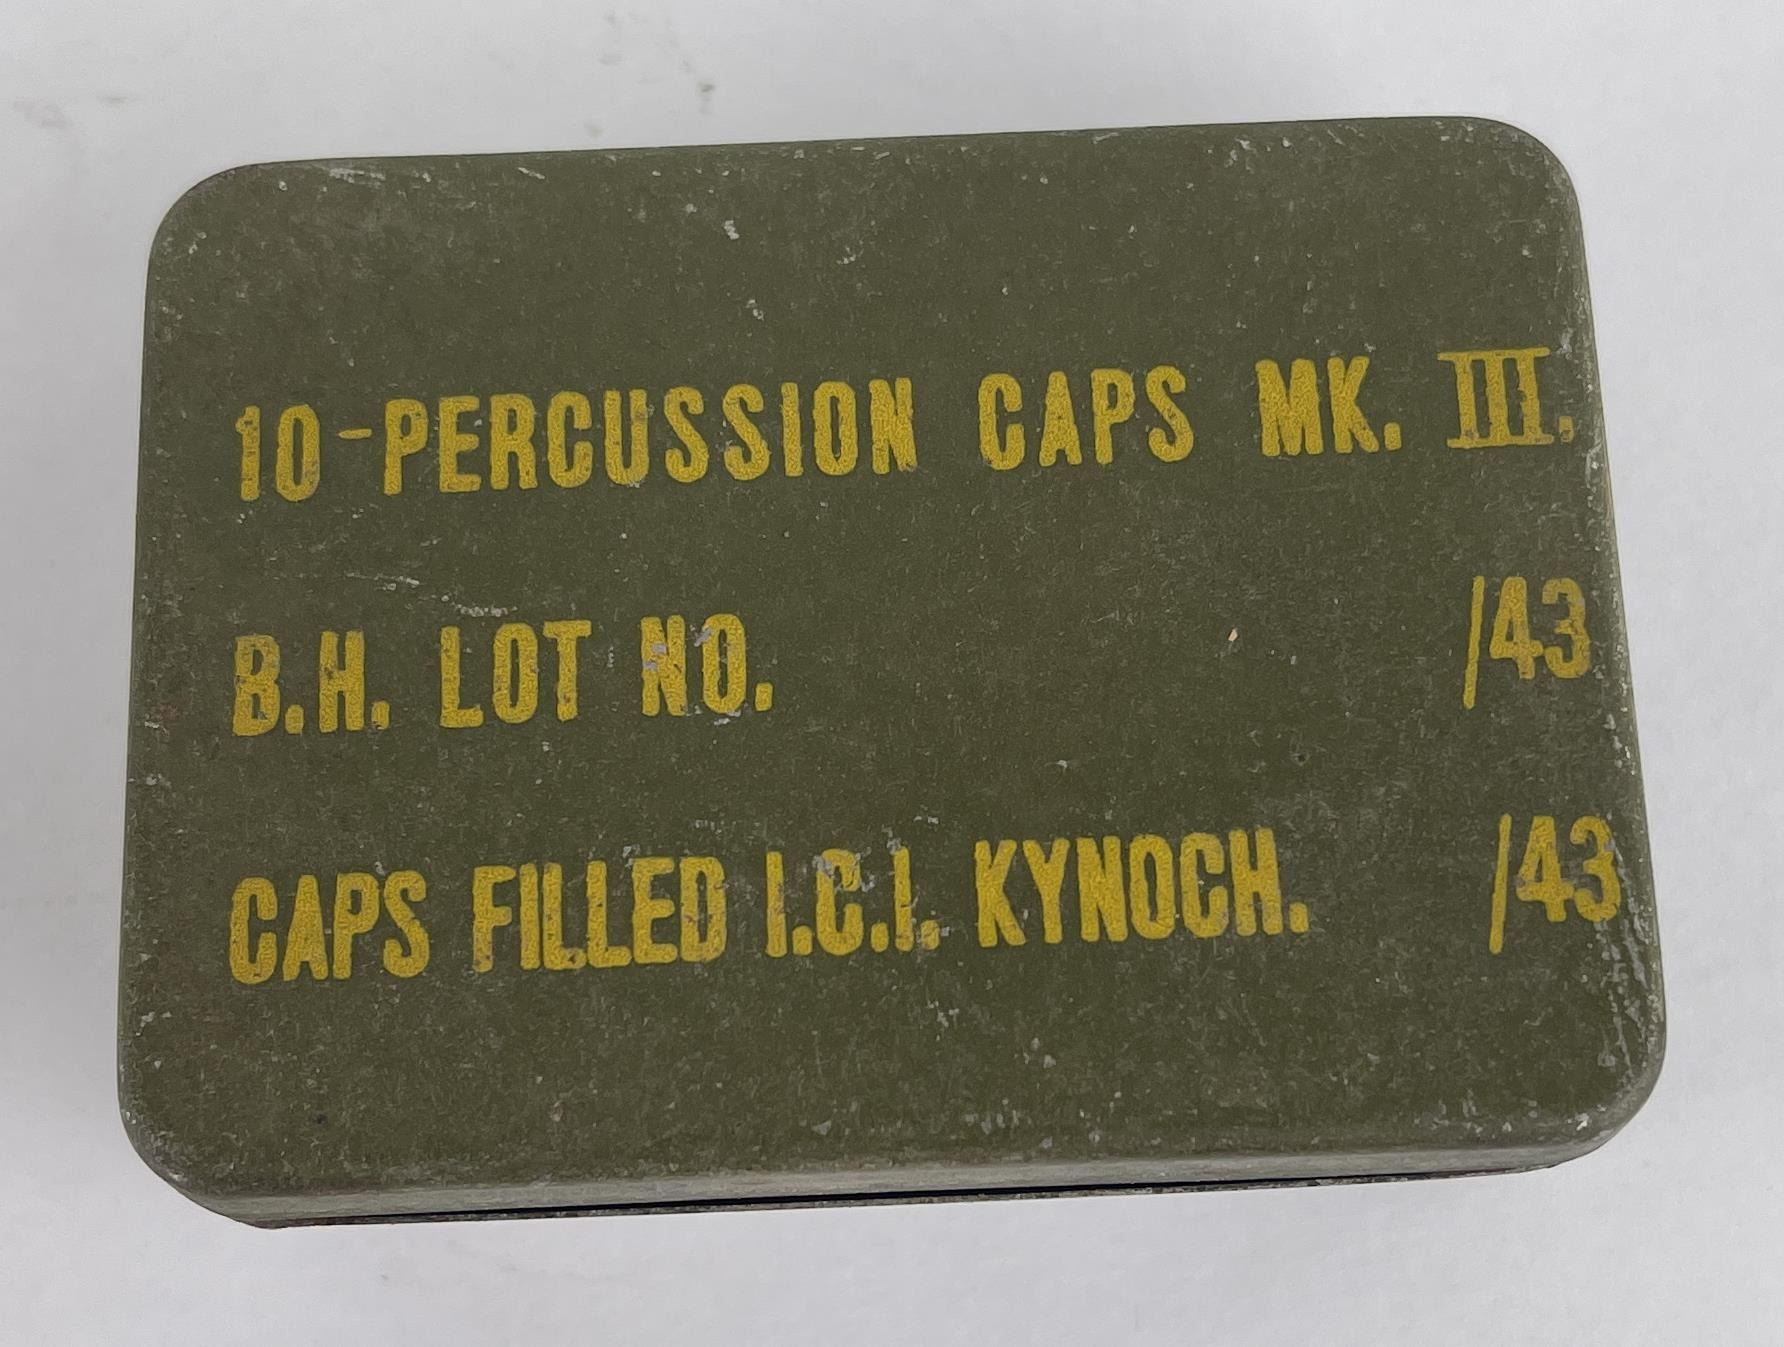 10-PERCUSSION CAPS MK. III.
B.H. LOT NO. /43
CAPS FILLED I.C.I. KYNOCH. /43